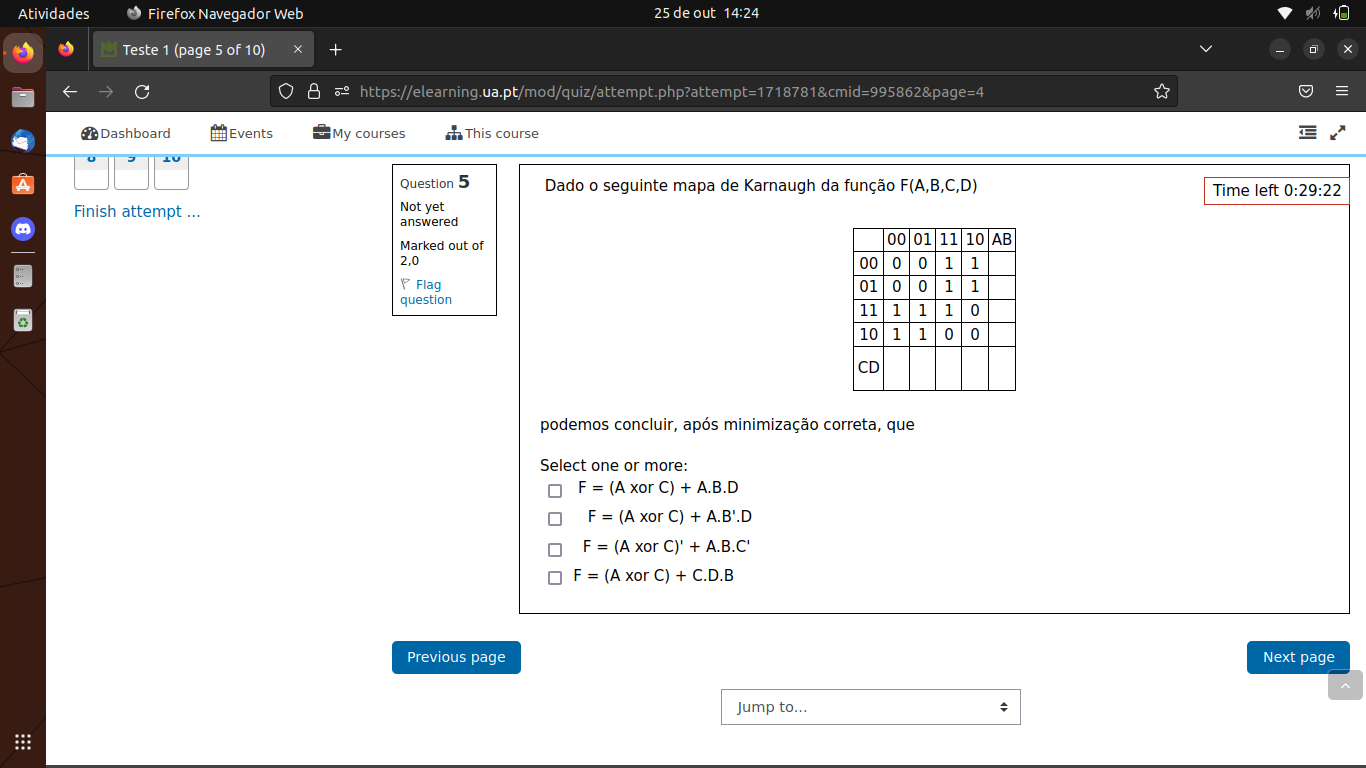 Atividades
Firefox Navegador Web
25 de out 14:24
Teste 1 (page 5 of 10)
https://elearning.ua.pt/mod/quiz/attempt.php?attempt=1718781&cmid=995862&page=4
Dashboard Events My courses This course
8 9 10
Finish attempt ...
Question 5
Not yet
answered
Marked out of
2,0
Flag
question
Dado o seguinte mapa de Karnaugh da função F(A,B,C,D)
Time left 0:29:22
00 01 11 10 AB
00 0 0 1 1
01 0 0 1 1
11 1 1 1 0
10 1 1 0 0
CD
podemos concluir, após minimização correta, que
Select one or more:
F = (A xor C) + A.B.D
F = (A xor C) + A.B'.D
F = (A xor C)' + A.B.C'
F = (A xor C) + C.D.B
Previous page
Next page
Jump to...